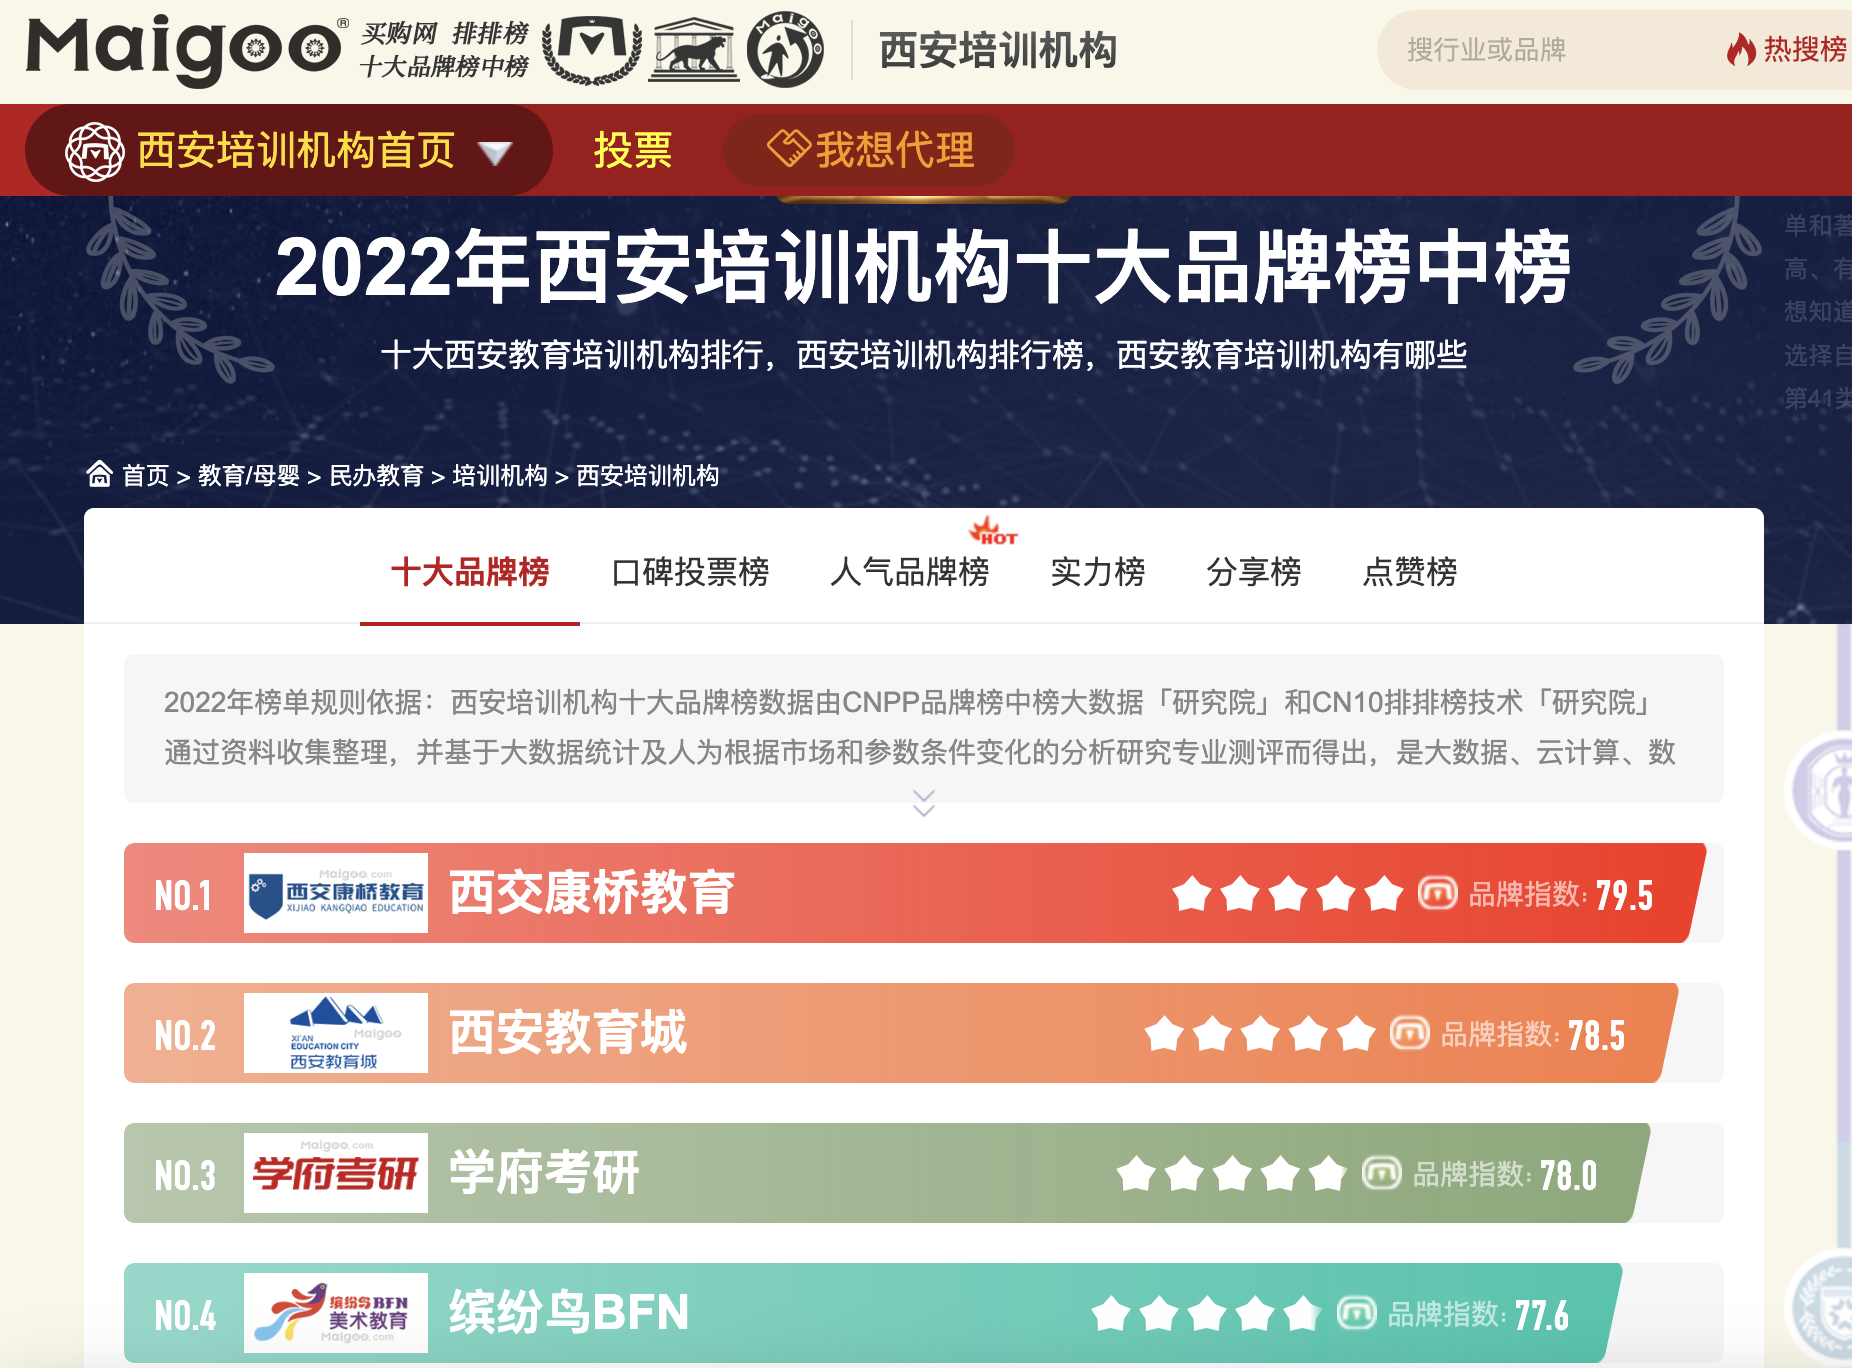 Maigoo®
买购网 排排榜
十大品牌榜中榜
Maigoo
西安培训机构
搜行业或品牌
热搜榜
西安培训机构首页
投票
我想代理
2022年西安培训机构十大品牌榜中榜
十大西安教育培训机构排行，西安培训机构排行榜，西安教育培训机构有哪些
单和著
高、有
想知道
选择自
第41类
首页 > 教育/母婴 > 民办教育 > 培训机构 > 西安培训机构
HOT
十大品牌榜
口碑投票榜
人气品牌榜
实力榜
分享榜
点赞榜
2022年榜单规则依据：西安培训机构十大品牌榜数据由CNPP品牌榜中榜大数据「研究院」和CN10排排榜技术「研究院」
通过资料收集整理，并基于大数据统计及人为根据市场和参数条件变化的分析研究专业测评而得出，是大数据、云计算、数
NO.1
Maigoo.com
西交康桥教育
XIJIAO KANGQIAO EDUCATION
西交康桥教育
品牌指数: 79.5
NO.2
Maigoo
XI'AN
EDUCATION CITY
西安教育城
西安教育城
品牌指数: 78.5
NO.3
Maigoo.com
学府考研
学府考研
品牌指数: 78.0
NO.4
缤纷鸟BFN
美术教育
Maigoo.com
缤纷鸟BFN
品牌指数: 77.6